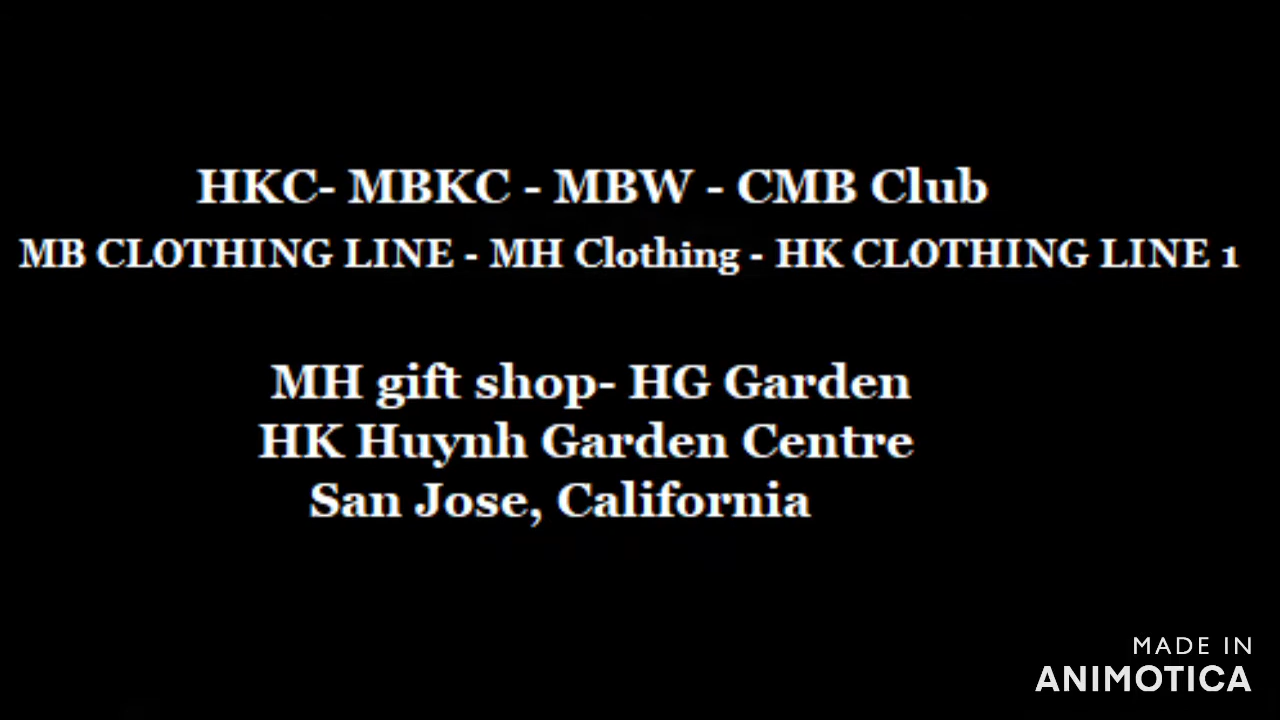 HKC- MBKC - MBW - CMB Club
MB CLOTHING LINE - MH Clothing - HK CLOTHING LINE 1
MH gift shop- HG Garden
HK Huynh Garden Centre
San Jose, California
MADE IN
ANIMOTICA